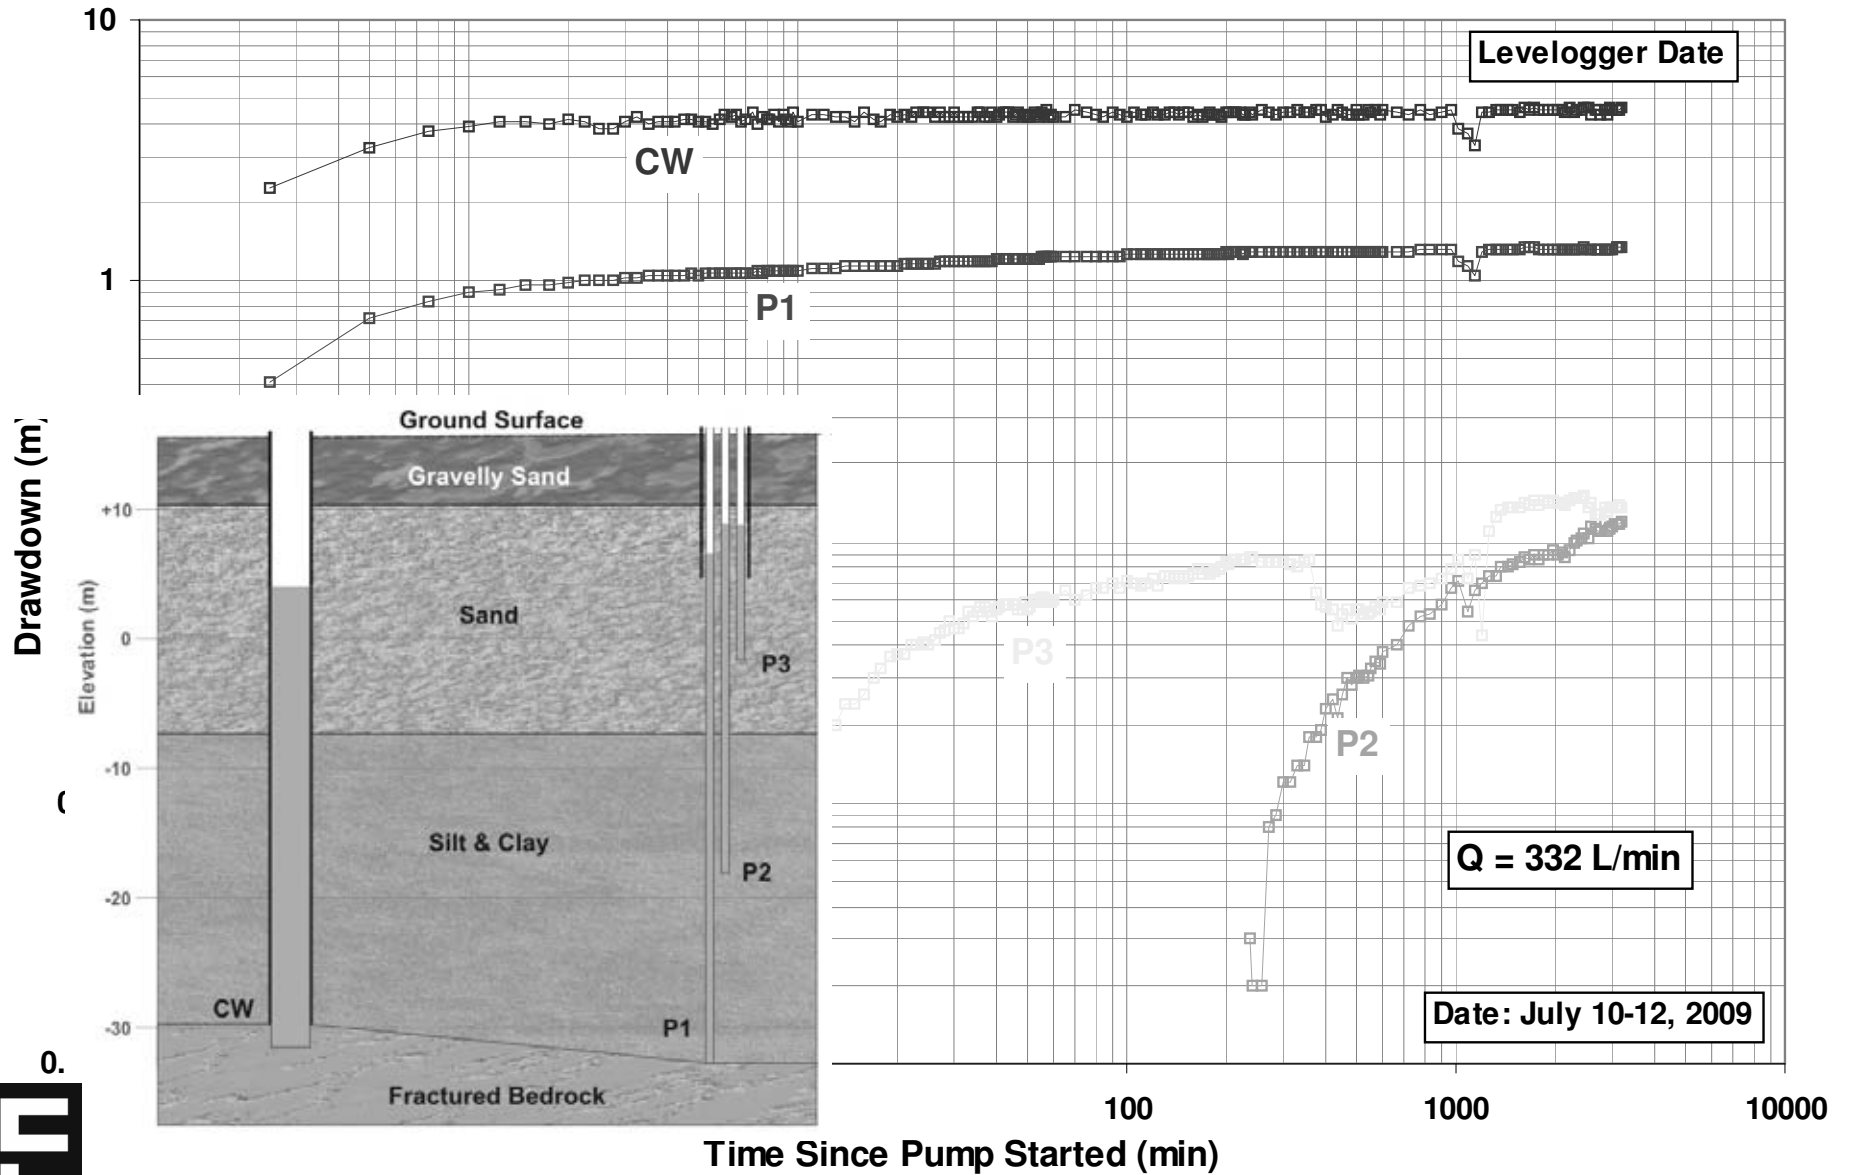 10
Levelogger Date
CW
1
P1
Drawdown (m)
Ground Surface
Gravelly Sand
+10
Elevation (m)
Sand
0
P3
P3
-10
P2
Silt & Clay
Q = 332 L/min
P2
-20
CW
P1
-30
Date: July 10-12, 2009
0.
Fractured Bedrock
100
1000
10000
Time Since Pump Started (min)